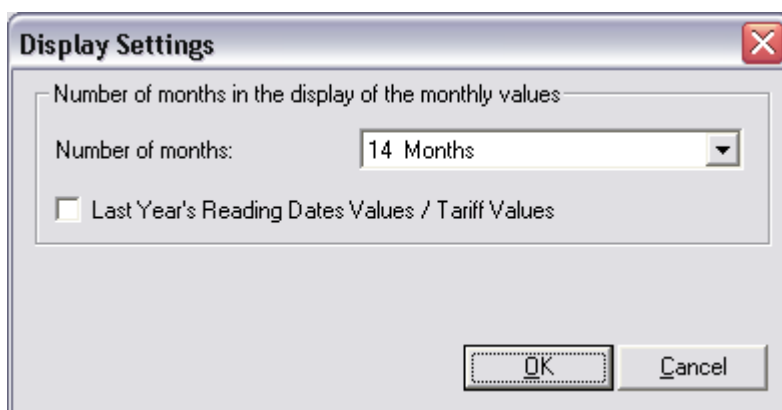 Display Settings
Number of months in the display of the monthly values
Number of months:
14 Months
Last Year's Reading Dates Values / Tariff Values
OK
Cancel